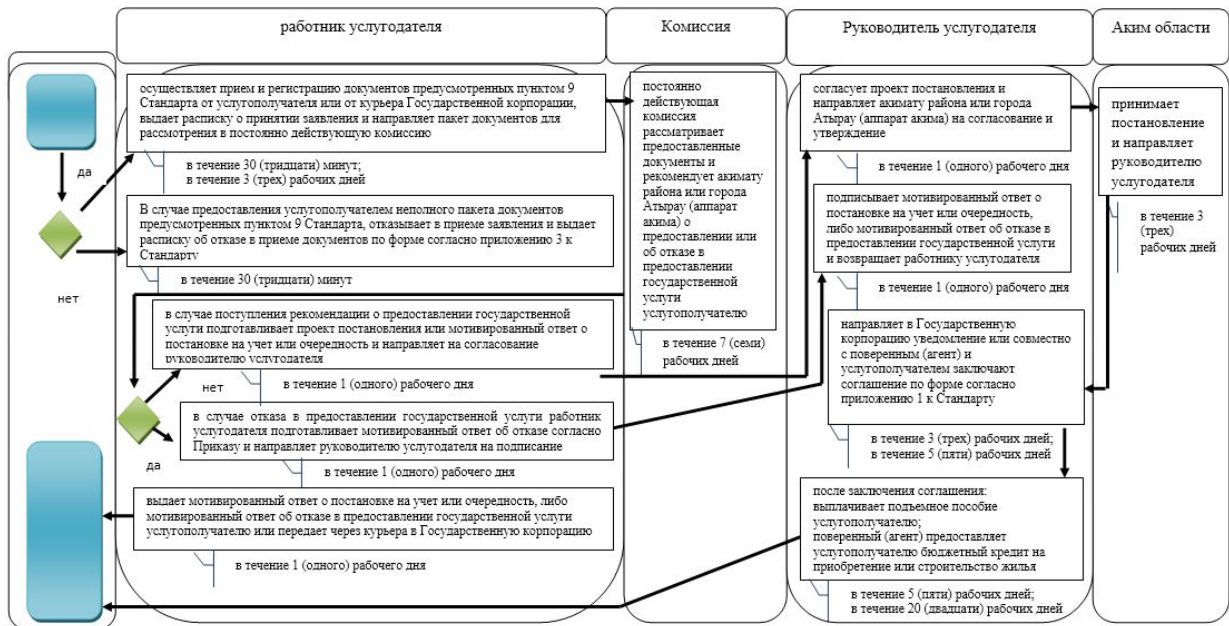 работник услугодателя
Комиссия
Руководитель услугодателя
Аким области
да
нет
осуществляет прием и регистрацию документов предусмотренных пунктом 9
Стандарта от услугополучателя или от курьера Государственной корпорации,
выдает расписку о принятии заявления и направляет пакет документов для
рассмотрения в постоянно действующую комиссию
в течение 30 (тридцати) минут;
в течение 3 (трех) рабочих дней
В случае предоставления услугополучателем неполного пакета документов
предусмотренных пунктом 9 Стандарта, отказывает в приеме заявления и выдает
расписку об отказе в приеме документов по форме согласно приложению 3 к
Стандарту
в течение 30 (тридцати) минут
в случае поступления рекомендации о предоставлении государственной
услуги подготавливает проект постановления или мотивированный ответ о
постановке на учет или очередность и направляет на согласование
руководителю услугодателя
в течение 1 (одного) рабочего дня
нет
да
в случае отказа в предоставлении государственной услуги работник
услугодателя подготавливает мотивированный ответ об отказе согласно
Приказу и направляет руководителю услугодателя на подписание
в течение 1 (одного) рабочего дня
выдает мотивированный ответ о постановке на учет или очередность, либо
мотивированный ответ об отказе в предоставлении государственной услуги
услугополучателю или передает через курьера в Государственную корпорацию
в течение 1 (одного) рабочего дня
постоянно
действующая
комиссия
рассматривает
предоставленные
документы и
рекомендует акимату
района или города
Атырау (аппарат
акима) о
предоставлении или
об отказе в
предоставлении
государственной
услуги
услугополучателю
в течение 7 (семи)
рабочих дней
согласует проект постановления и
направляет акимату района или города
Атырау (аппарат акима) на согласование и
утверждение
в течение 1 (одного) рабочего дня
подписывает мотивированный ответ о
постановке на учет или очередность,
либо мотивированный ответ об отказе в
предоставлении государственной услуги
и возвращает работнику услугодателя
в течение 1 (одного) рабочего дня
направляет в Государственную
корпорацию уведомление или совместно
с поверенным (агент) и
услугополучателем заключают
соглашение по форме согласно
приложению 1 к Стандарту
в течение 3 (трех) рабочих дней;
в течение 5 (пяти) рабочих дней
после заключения соглашения:
выплачивает подъемное пособие
услугополучателю;
поверенный (агент) предоставляет
услугополучателю бюджетный кредит на
приобретение или строительство жилья
в течение 5 (пяти) рабочих дней;
в течение 20 (двадцати) рабочих дней
принимает
постановление
и направляет
руководителю
услугодателя
в течение 3
(трех)
рабочих дней